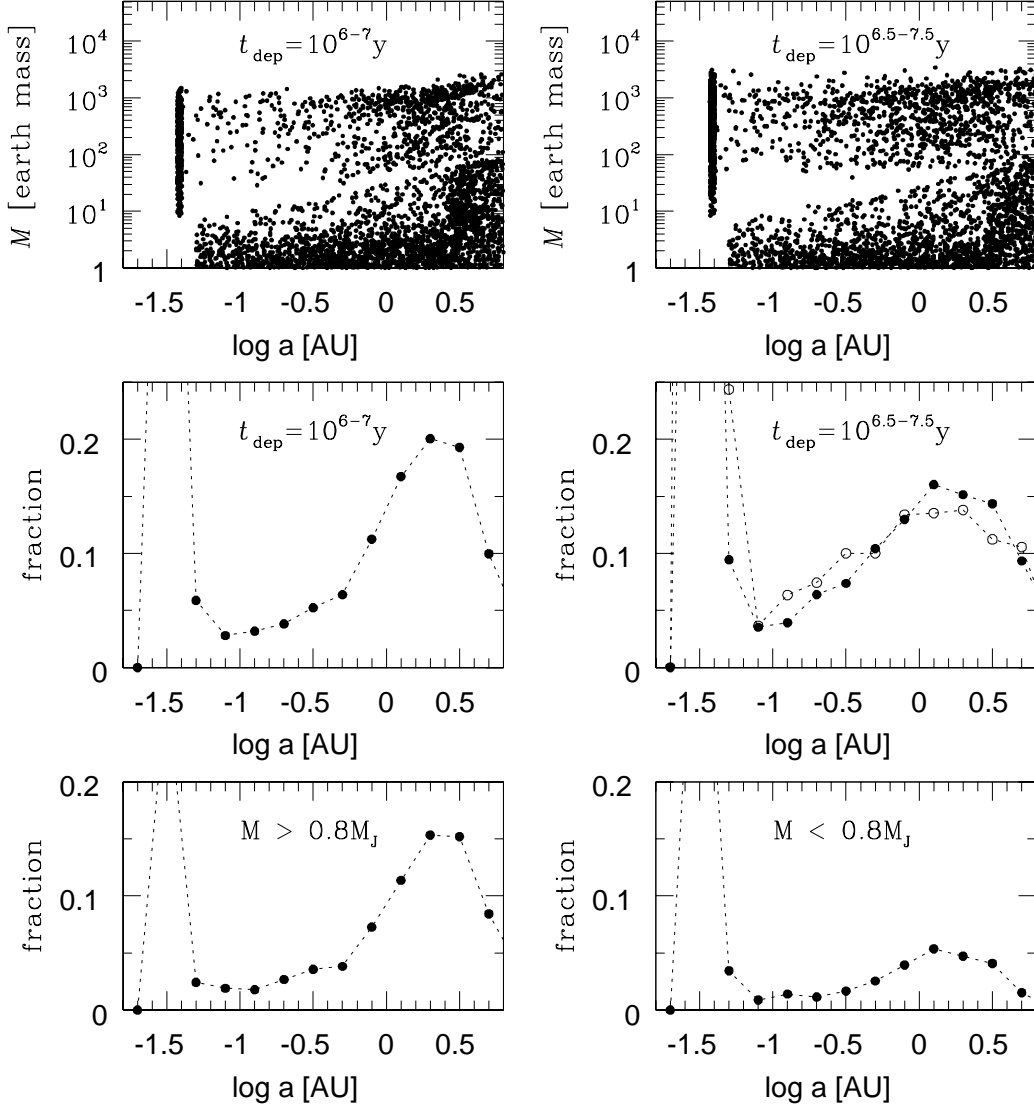 M [earth mass]
10^4
10^3
10^2
10^1
1
t_dep=10^{6-7}y
-1.5 -1 -0.5 0 0.5
log a [AU]
M [earth mass]
10^4
10^3
10^2
10^1
1
t_dep=10^{6.5-7.5}y
-1.5 -1 -0.5 0 0.5
log a [AU]
fraction
0.2
0.1
0
t_dep=10^{6-7}y
-1.5 -1 -0.5 0 0.5
log a [AU]
fraction
0.2
0.1
0
t_dep=10^{6.5-7.5}y
-1.5 -1 -0.5 0 0.5
log a [AU]
fraction
0.2
0.1
0
M > 0.8M_J
-1.5 -1 -0.5 0 0.5
log a [AU]
fraction
0.2
0.1
0
M < 0.8M_J
-1.5 -1 -0.5 0 0.5
log a [AU]